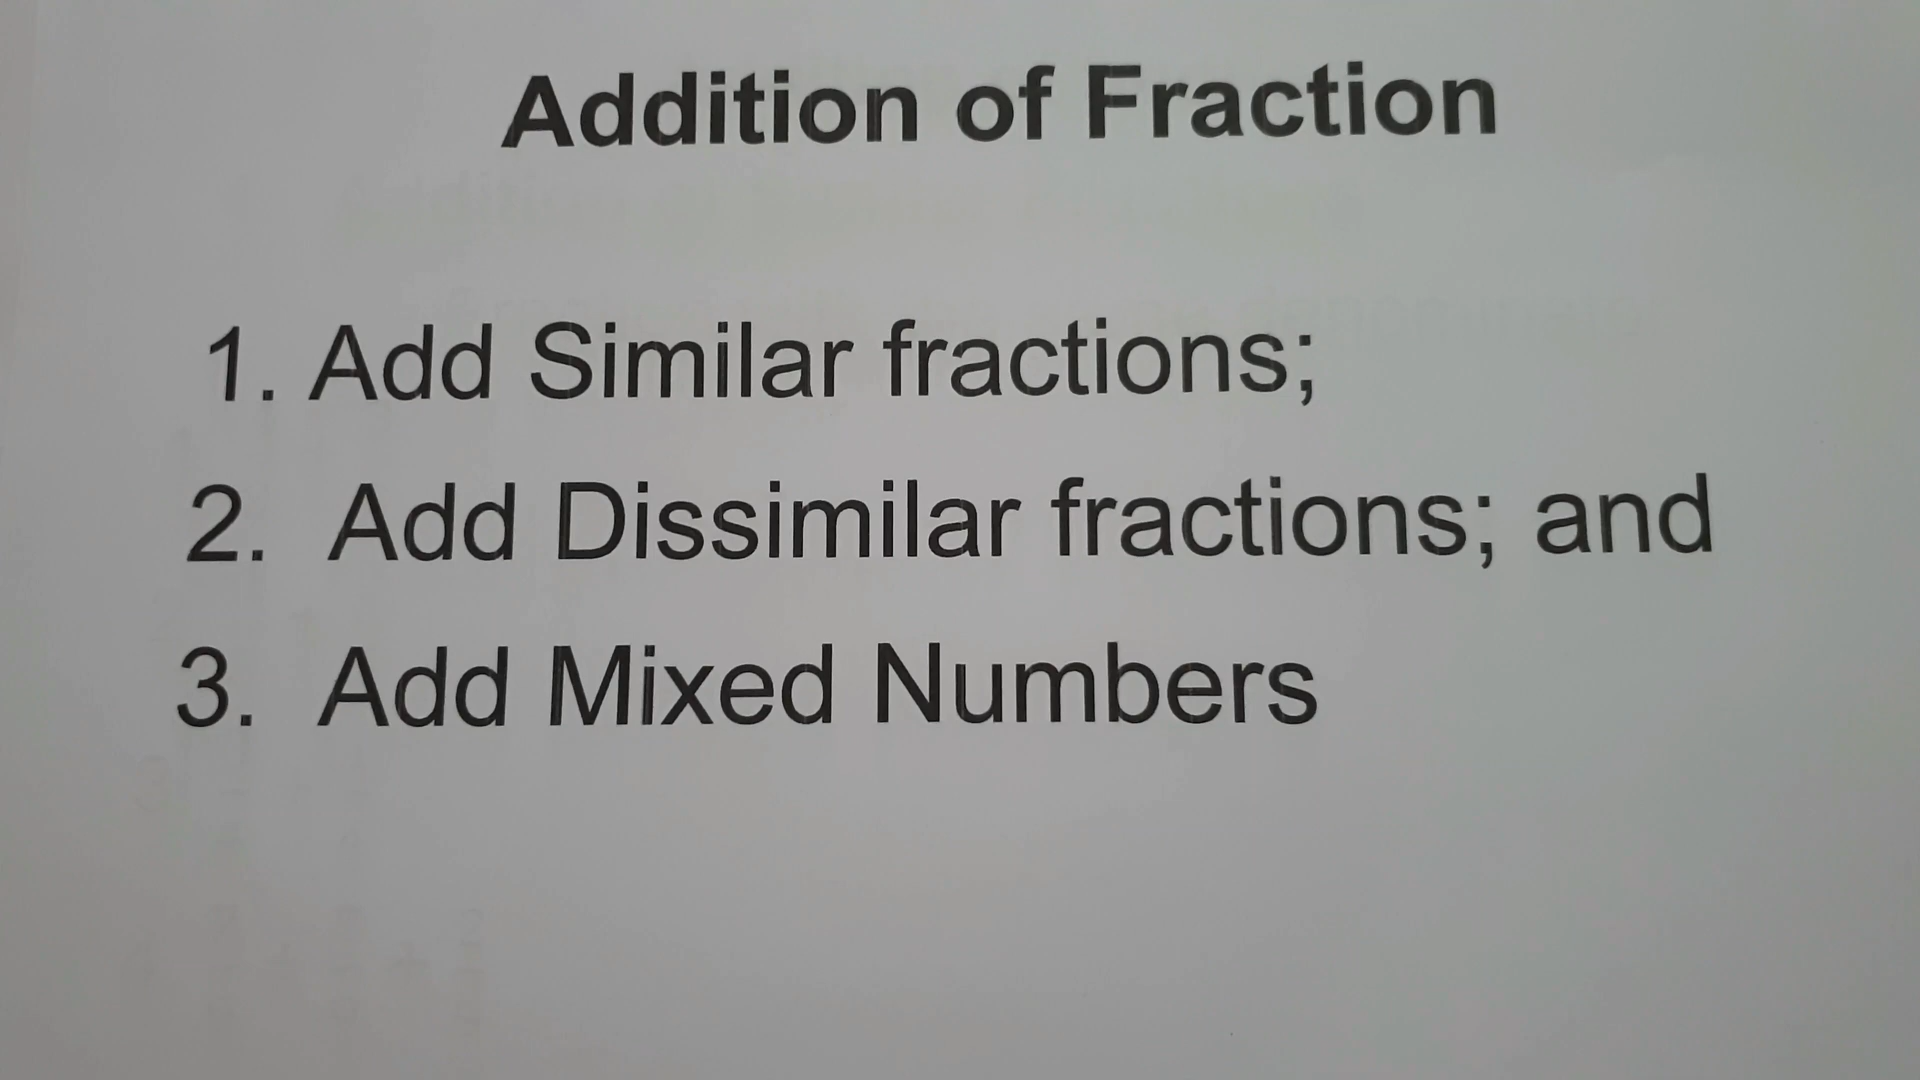 Addition of Fraction
1. Add Similar fractions;
2. Add Dissimilar fractions; and
3. Add Mixed Numbers